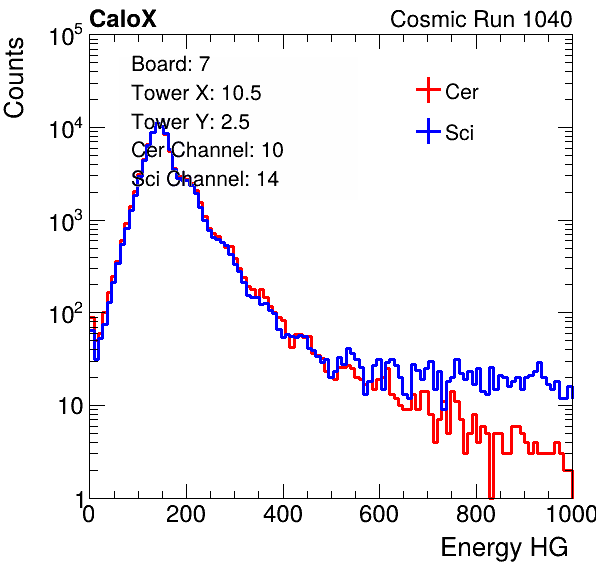 CaloX Cosmic Run 1040
Counts
Board: 7
Tower X: 10.5
Tower Y: 2.5
Cer Channel: 10
Sci Channel: 14
Cer
Sci
10^5
10^4
10^3
10^2
10
1
0 200 400 600 800 1000
Energy HG